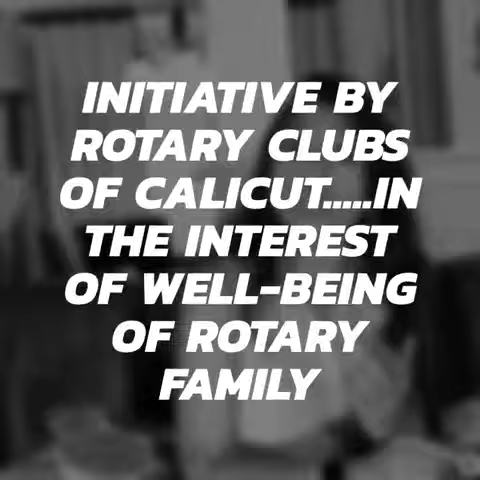 INITIATIVE BY
ROTARY CLUBS
OF CALICUT.....IN
THE INTEREST
OF WELL-BEING
OF ROTARY
FAMILY